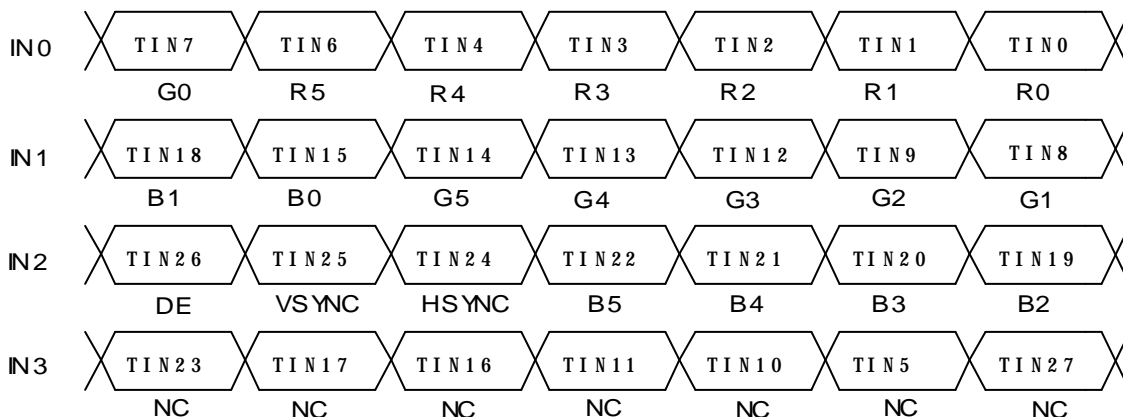 IN0 TIN7 TIN6 TIN4 TIN3 TIN2 TIN1 TIN0
G0 R5 R4 R3 R2 R1 R0
IN1 TIN18 TIN15 TIN14 TIN13 TIN12 TIN9 TIN8
B1 B0 G5 G4 G3 G2 G1
IN2 TIN26 TIN25 TIN24 TIN22 TIN21 TIN20 TIN19
DE VSYNC HSYNC B5 B4 B3 B2
IN3 TIN23 TIN17 TIN16 TIN11 TIN10 TIN5 TIN27
NC NC NC NC NC NC NC